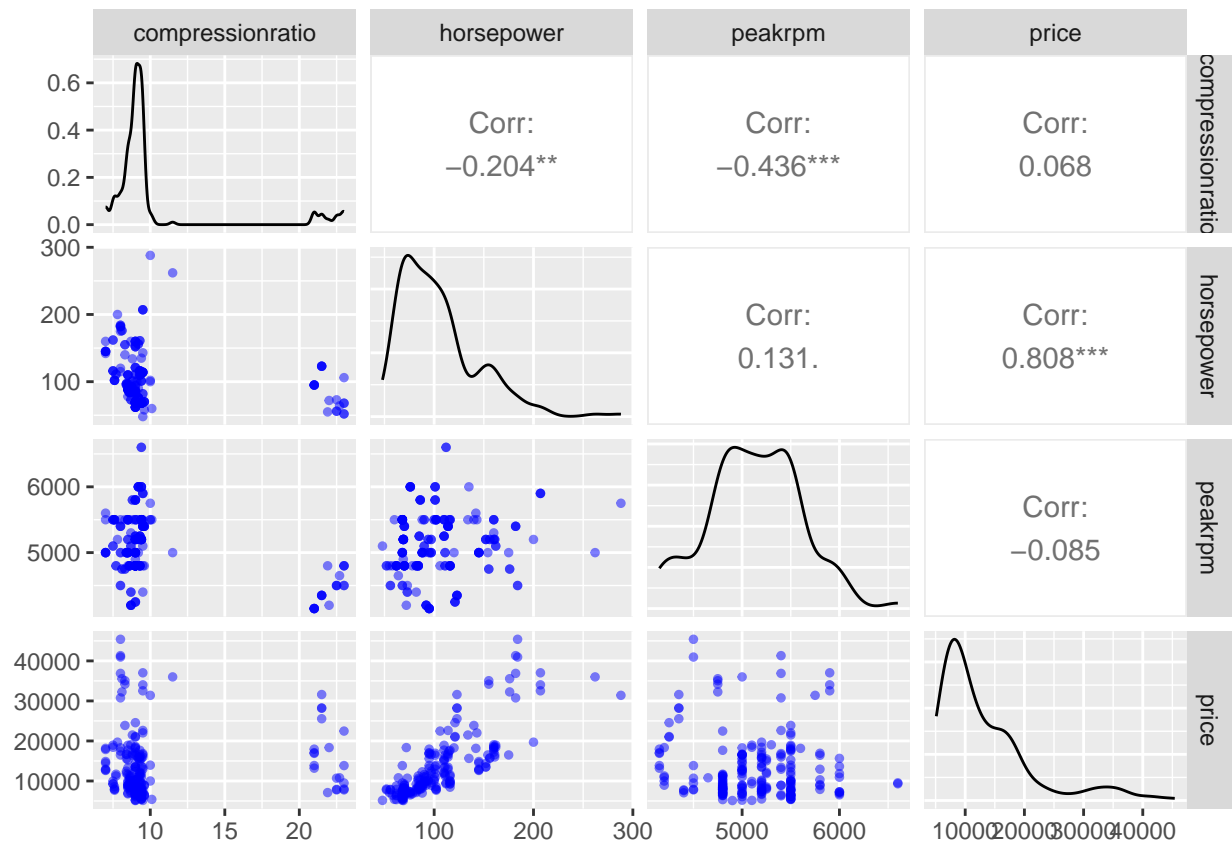 compressionratio
horsepower
peakrpm
price
0.6
0.4
0.2
0.0
Corr:
−0.204**
Corr:
−0.436***
Corr:
0.068
compressionratio
300
200
100
Corr:
0.131.
Corr:
0.808***
horsepower
6000
5000
Corr:
−0.085
peakrpm
40000
30000
20000
10000
price
10
20
100
200
300
5000
6000
10000
20000
30000
40000